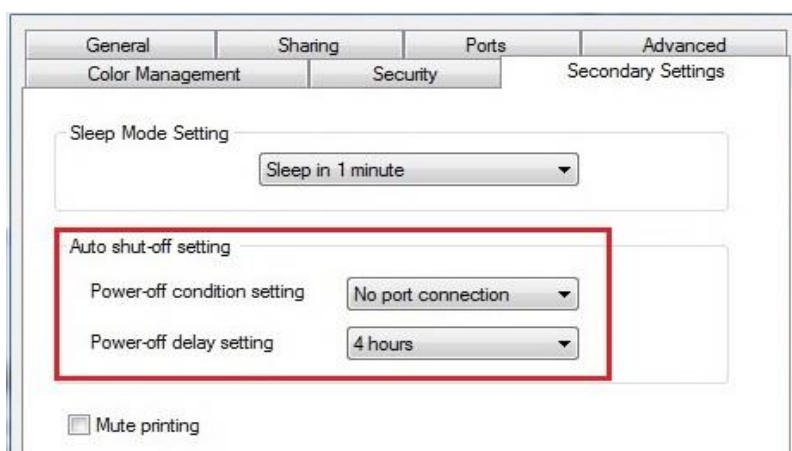 General Sharing Ports Advanced
Color Management Security Secondary Settings
Sleep Mode Setting
Sleep in 1 minute
Auto shut-off setting
Power-off condition setting No port connection
Power-off delay setting 4 hours
Mute printing